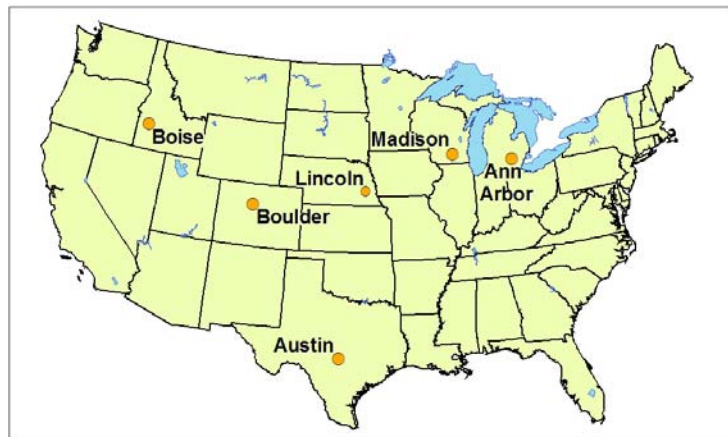 Boise
Madison
Ann
Arbor
Lincoln
Boulder
Austin